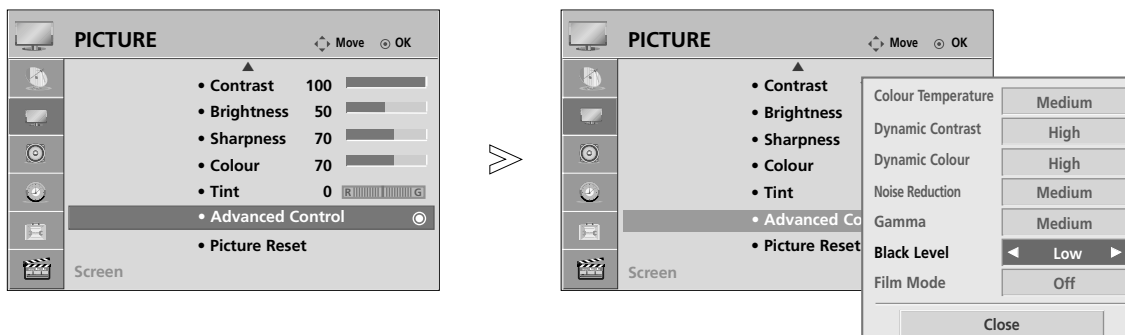 PICTURE
Move OK
• Contrast 100
• Brightness 50
• Sharpness 70
• Colour 70
• Tint 0 R G
• Advanced Control
• Picture Reset
Screen
PICTURE
Move OK
• Contrast
• Brightness
• Sharpness
• Colour
• Tint
• Advanced Co
• Picture Reset
Screen
Colour Temperature Medium
Dynamic Contrast High
Dynamic Colour High
Noise Reduction Medium
Gamma Medium
Black Level ◄ Low ►
Film Mode Off
Close